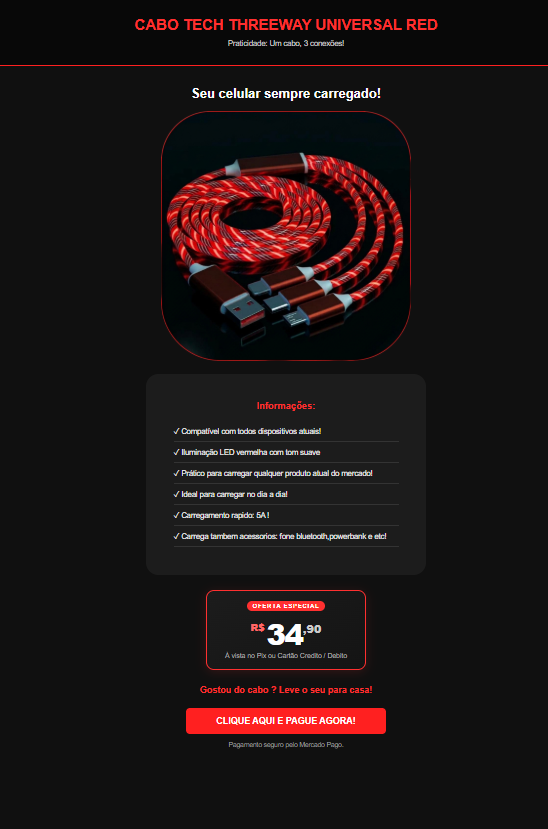 CABO TECH THREEWAY UNIVERSAL RED
Praticidade: Um cabo, 3 conexões!
Seu celular sempre carregado!
Informações:
✓ Compatível com todos dispositivos atuais!
✓ Iluminação LED vermelha com tom suave
✓ Prático para carregar qualquer produto atual do mercado!
✓ Ideal para carregar no dia a dia!
✓ Carregamento rapido: 5A !
✓ Carrega tambem acessorios: fone bluetooth,powerbank e etc!
OFERTA ESPECIAL
R$ 34,90
Á vista no Pix ou Cartão Credito / Debito
Gostou do cabo ? Leve o seu para casa!
CLIQUE AQUI E PAGUE AGORA!
Pagamento seguro pelo Mercado Pago.